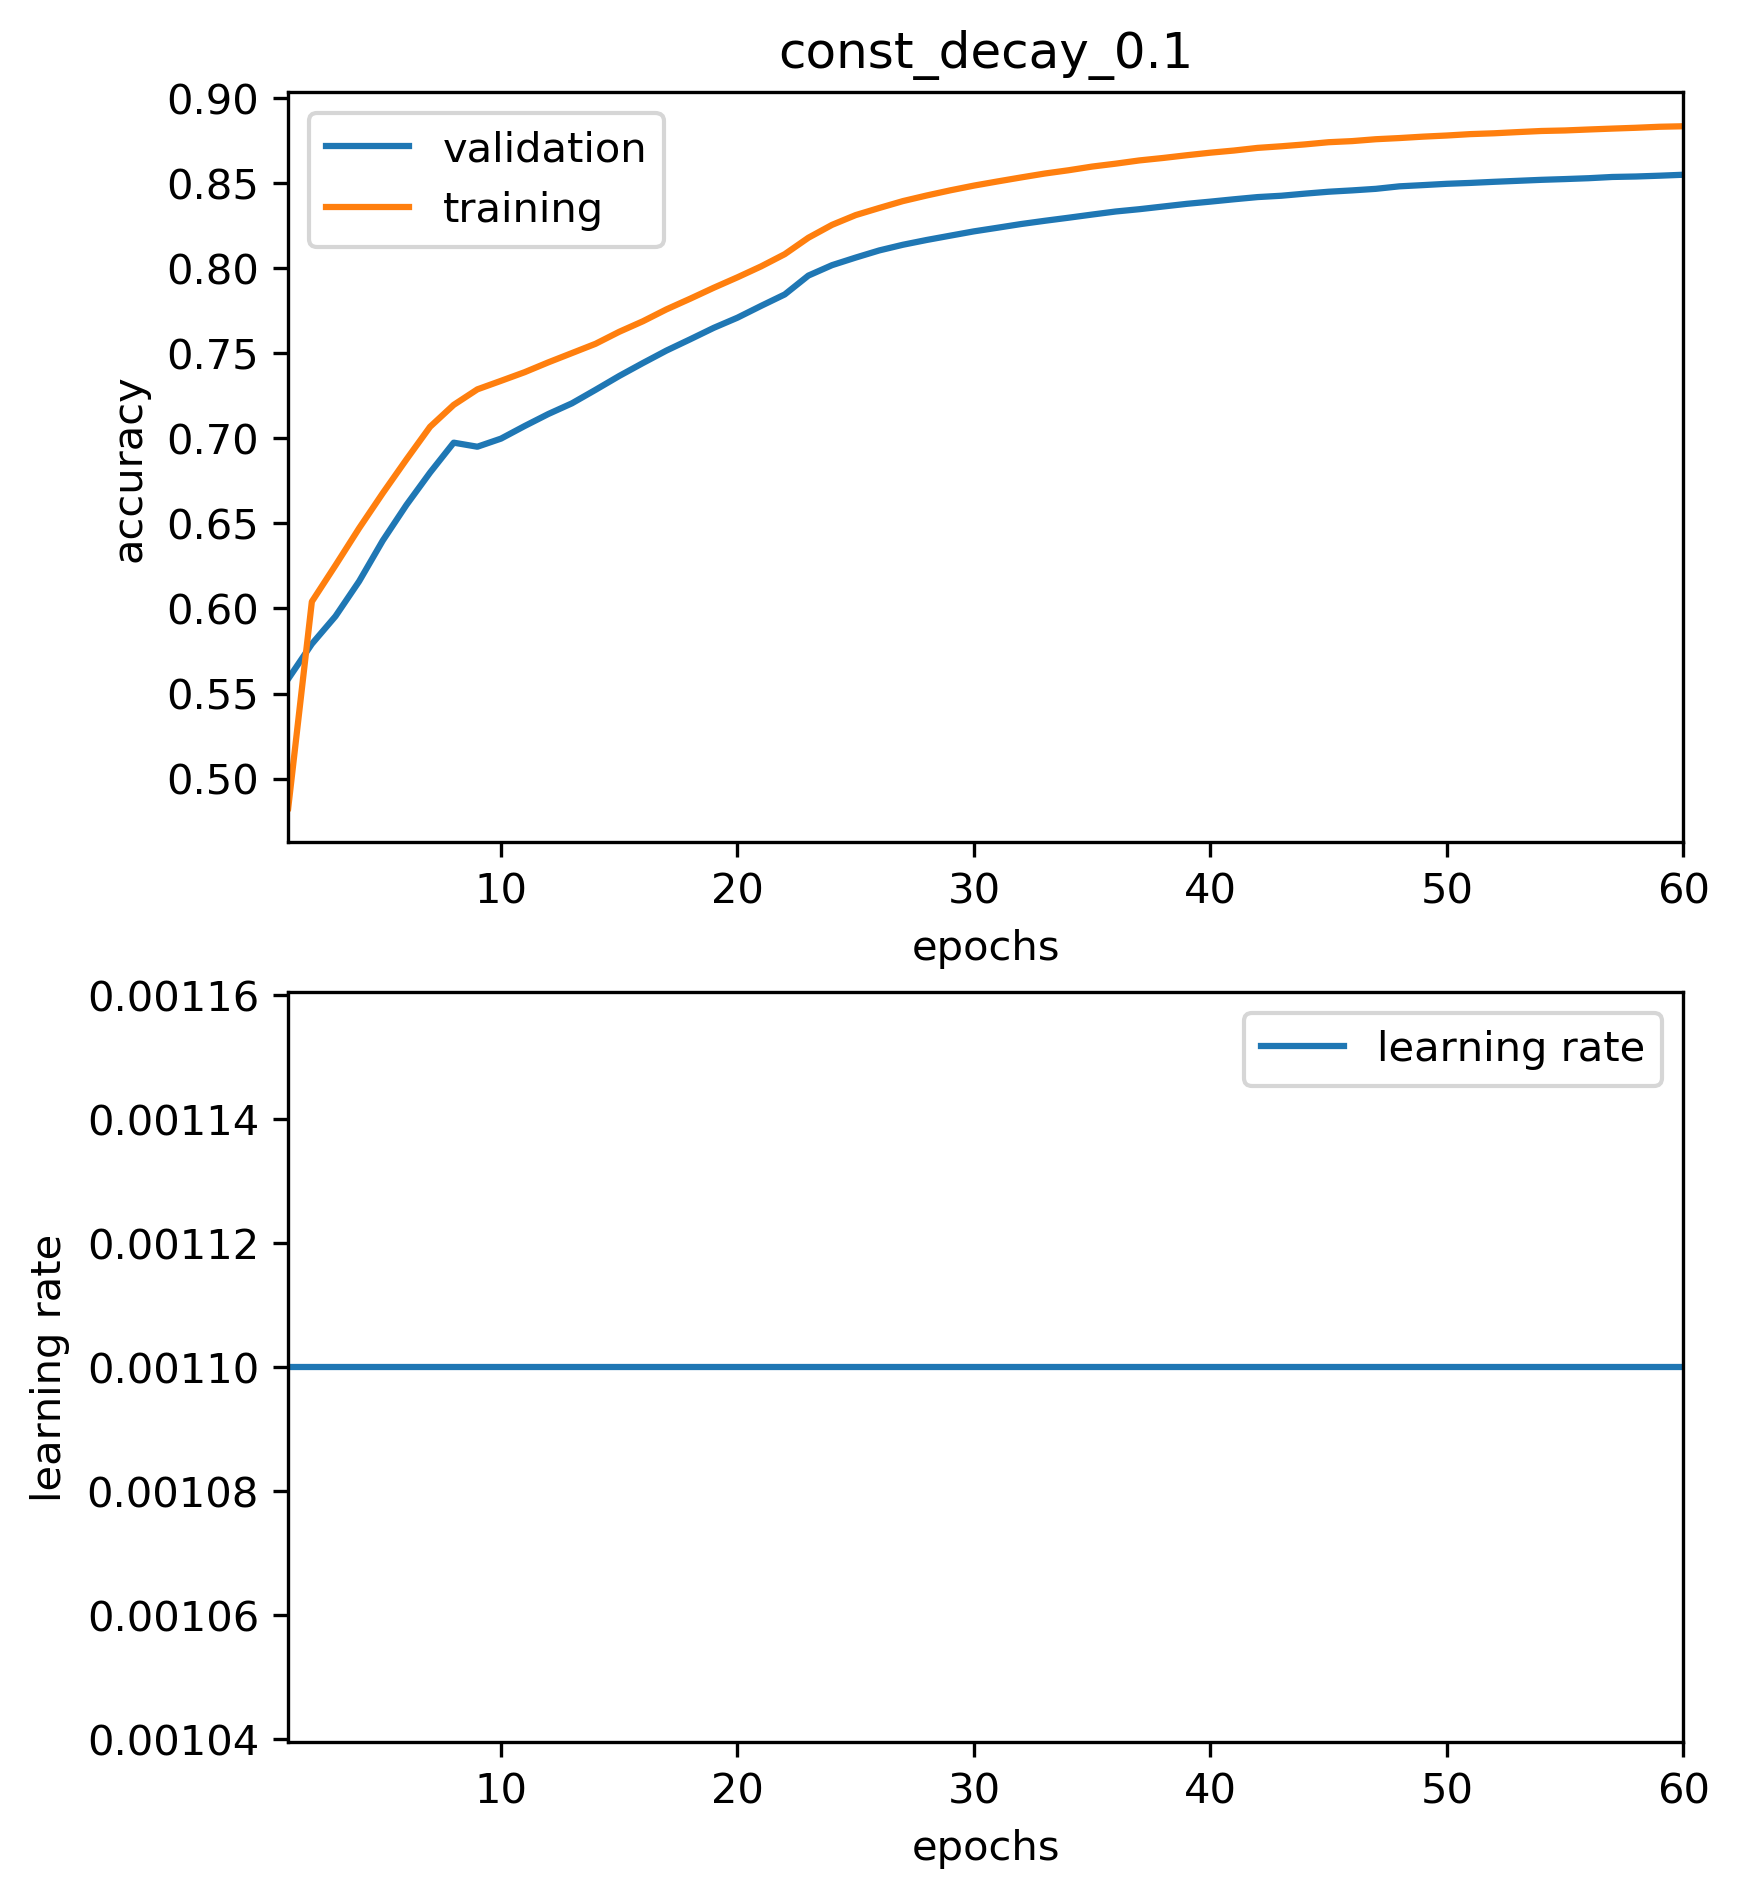 const_decay_0.1
0.90
0.85
0.80
0.75
0.70
0.65
0.60
0.55
0.50
accuracy
validation
training
10 20 30 40 50 60
epochs
0.00116
0.00114
0.00112
0.00110
0.00108
0.00106
0.00104
learning rate
learning rate
10 20 30 40 50 60
epochs